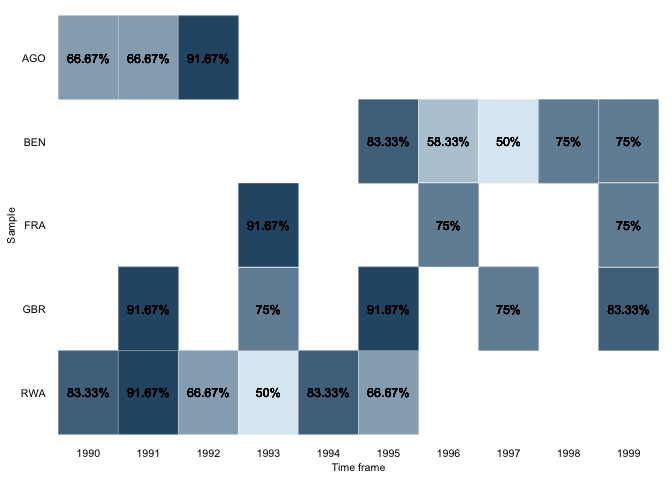 AGO 66.67% 66.67% 91.67%
BEN 83.33% 58.33% 50% 75% 75%
Sample
FRA 91.67% 75% 75%
GBR 91.67% 75% 91.67% 75% 83.33%
RWA 83.33% 91.67% 66.67% 50% 83.33% 66.67%
1990 1991 1992 1993 1994 1995 1996 1997 1998 1999
Time frame